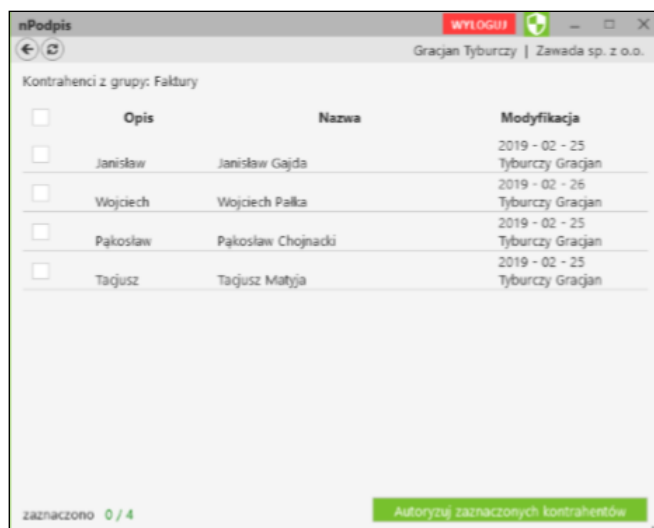 nPodpis WYLOGUJ
Gracjan Tyburczy | Zawada sp. z o.o.
Kontrahenci z grupy: Faktury
Opis Nazwa Modyfikacja
2019 - 02 - 25
Janisław Janisław Gajda Tyburczy Gracjan
2019 - 02 - 26
Wojciech Wojciech Pałka Tyburczy Gracjan
2019 - 02 - 25
Pąkosław Pąkosław Chojnacki Tyburczy Gracjan
2019 - 02 - 25
Tacjusz Tacjusz Matyja Tyburczy Gracjan
zaznaczono 0 / 4 Autoryzuj zaznaczonych kontrahentów